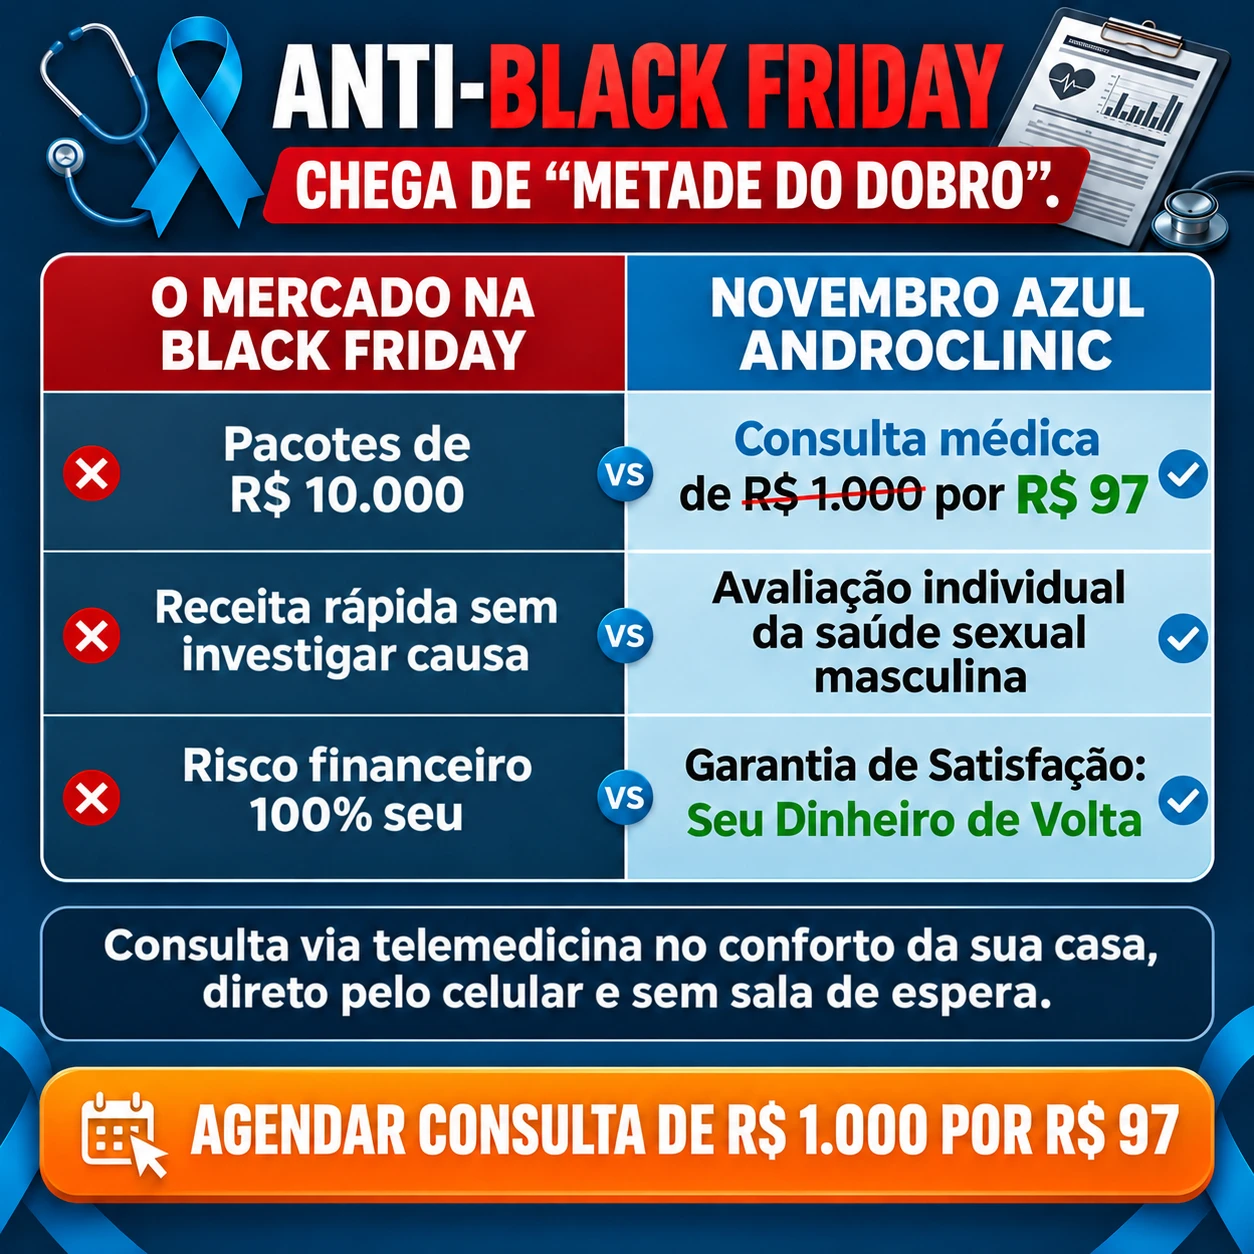 ANTI-BLACK FRIDAY
CHEGA DE “METADE DO DOBRO”.
O MERCADO NA
BLACK FRIDAY
NOVEMBRO AZUL
ANDROCLINIC
Pacotes de
R$ 10.000
VS
Consulta médica
de R$ 1.000 por R$ 97
Receita rápida sem
investigar causa
VS
Avaliação individual
da saúde sexual
masculina
Risco financeiro
100% seu
VS
Garantia de Satisfação:
Seu Dinheiro de Volta
Consulta via telemedicina no conforto da sua casa,
direto pelo celular e sem sala de espera.
AGENDAR CONSULTA DE R$ 1.000 POR R$ 97